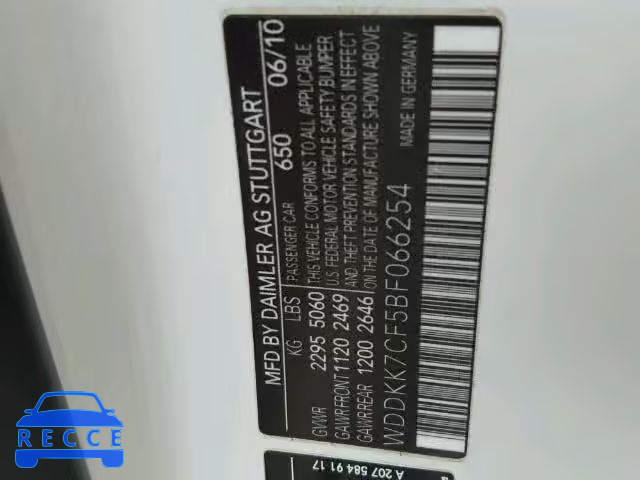 MFD BY DAIMLER AG STUTTGART 06/10
KG LBS PASSENGER CAR 650
GVWR 2295 5060 THIS VEHICLE CONFORMS TO ALL APPLICABLE
GAWR FRONT 1120 2469 U.S. FEDERAL MOTOR VEHICLE SAFETY BUMPER
GAWR REAR 1200 2646 AND THEFT PREVENTION STANDARDS IN EFFECT
ON THE DATE OF MANUFACTURE SHOWN ABOVE
WDDKK7CF5BF066254 MADE IN GERMANY
A 207 584 91 17
RECCE